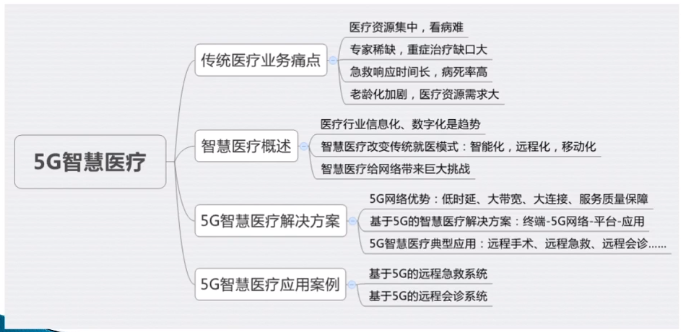 5G智慧医疗
传统医疗业务痛点
医疗资源集中，看病难
专家稀缺，重症治疗缺口大
急救响应时间长，病死率高
老龄化加剧，医疗资源需求大
智慧医疗概述
医疗行业信息化、数字化是趋势
智慧医疗改变传统就医模式：智能化，远程化，移动化
智慧医疗给网络带来巨大挑战
5G智慧医疗解决方案
5G网络优势：低时延、大带宽、大连接、服务质量保障
基于5G的智慧医疗解决方案：终端-5G网络-平台-应用
5G智慧医疗典型应用：远程手术、远程急救、远程会诊......
5G智慧医疗应用案例
基于5G的远程急救系统
基于5G的远程会诊系统